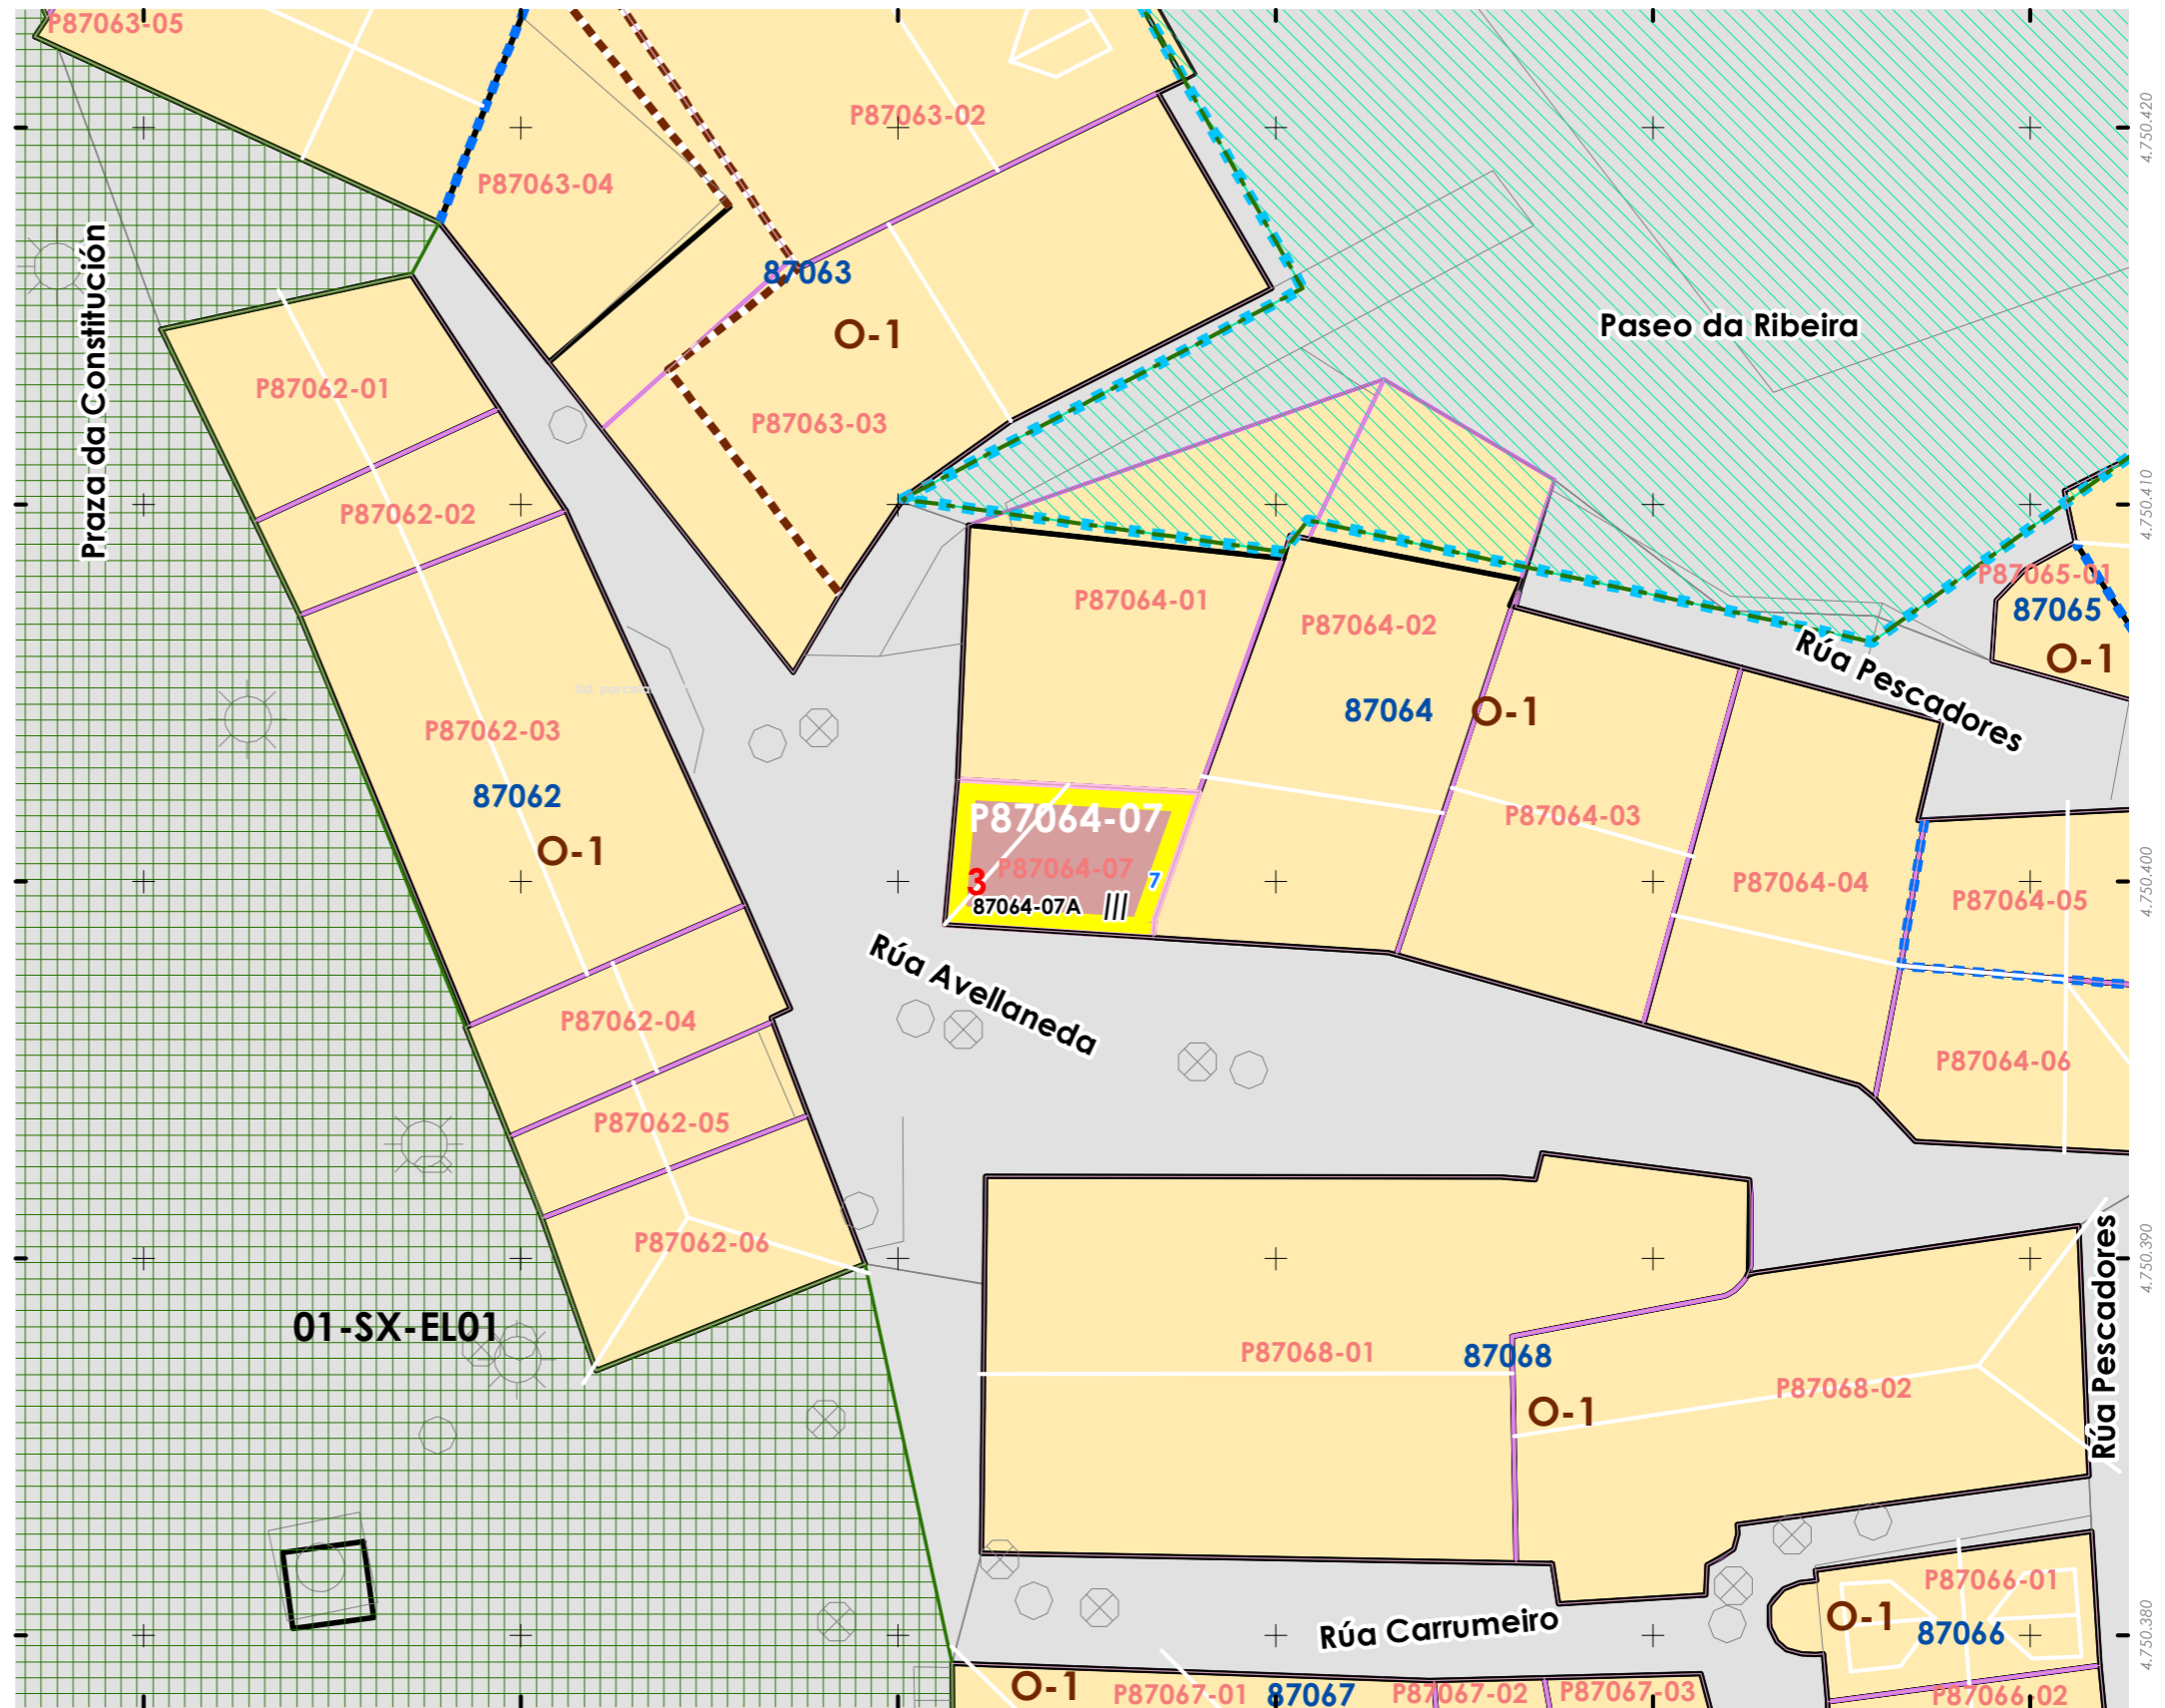 P87063-05
P87063-02
4.750.420
P87063-04
87063
O-1
Praza da Constitución
Paseo da Ribeira
P87062-01
P87063-03
P87062-02
4.750.410
P87065-01
87065
O-1
P87064-01
P87064-02
Rúa Pescadores
Ud. parcela
87064
O-1
P87062-03
87062
O-1
P87064-07
P87064-03
P87064-07
3
7
87064-07A
III
P87064-04
P87064-05
4.750.400
Rúa Avellaneda
P87062-04
P87064-06
P87062-05
P87062-06
4.750.390
01-SX-EL01
P87068-01
87068
O-1
P87068-02
Rúa Pescadores
P87066-01
O-1
87066
Rúa Carrumeiro
4.750.380
O-1
P87067-01
87067
P87067-02
P87067-03
P87066-02